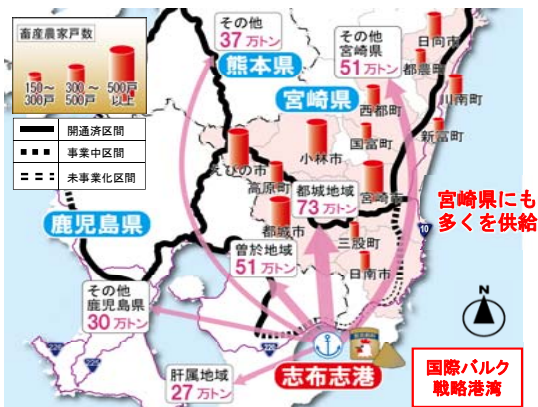 畜産農家戸数
150～
300戸
300～
500戸
500戸
以上
開通済区間
事業中区間
未事業化区間
その他
37万トン
熊本県
その他
宮崎県
51万トン
宮崎県
日向市
都農町
川南町
西都町
新富町
国富町
小林市
えびの市
高原町
宮崎市
都城地域
73万トン
都城市
三股町
日南市
鹿児島県
曽於地域
51万トン
その他
鹿児島県
30万トン
肝属地域
27万トン
志布志港
10
220
220
N
宮崎県にも
多くを供給
国際バルク
戦略港湾